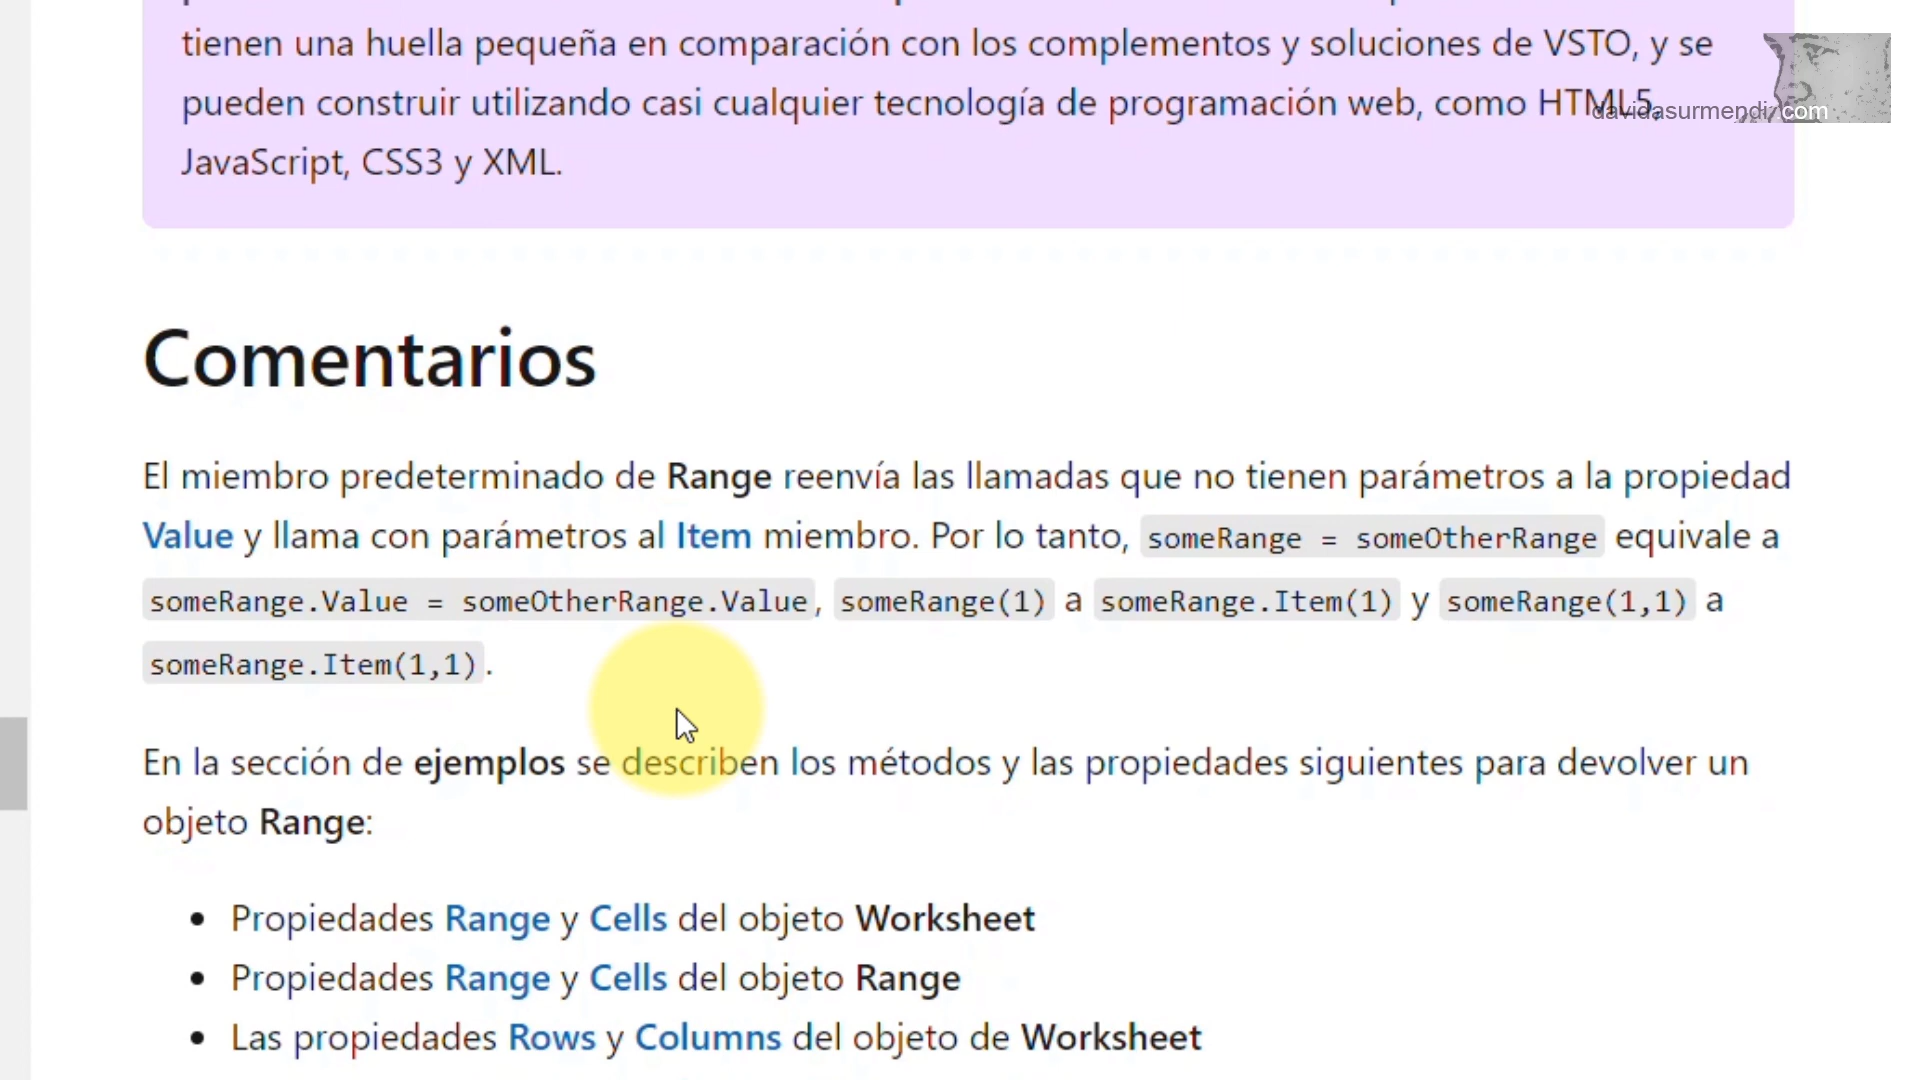 tienen una huella pequeña en comparación con los complementos y soluciones de VSTO, y se
pueden construir utilizando casi cualquier tecnología de programación web, como HTML5,
davidasurmendi.com
JavaScript, CSS3 y XML.
Comentarios
El miembro predeterminado de Range reenvía las llamadas que no tienen parámetros a la propiedad
Value y llama con parámetros al Item miembro. Por lo tanto, someRange = someOtherRange equivale a
someRange.Value = someOtherRange.Value, someRange(1) a someRange.Item(1) y someRange(1,1) a
someRange.Item(1,1).
En la sección de ejemplos se describen los métodos y las propiedades siguientes para devolver un
objeto Range:
• Propiedades Range y Cells del objeto Worksheet
• Propiedades Range y Cells del objeto Range
• Las propiedades Rows y Columns del objeto de Worksheet